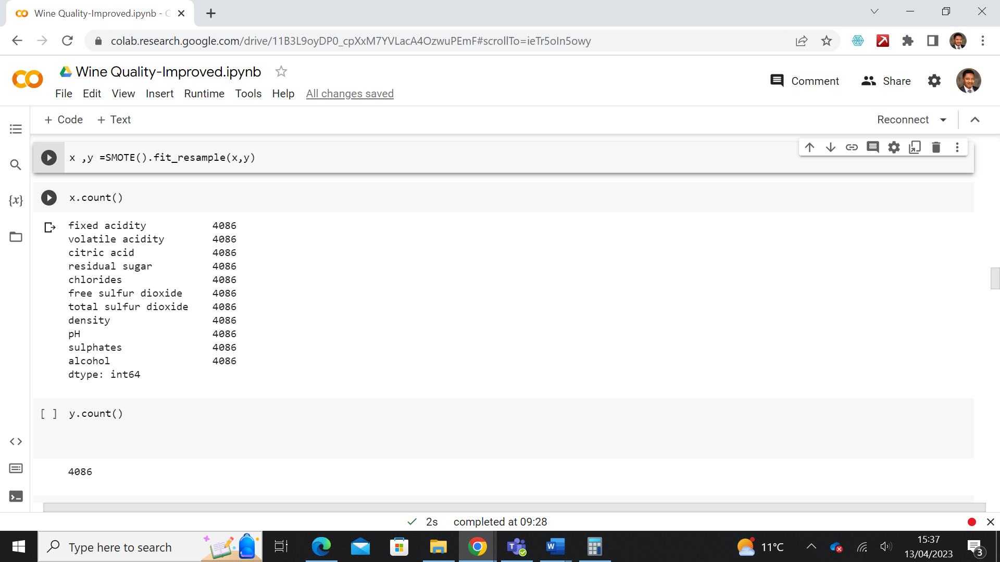 Wine Quality-Improved.ipynb - C
colab.research.google.com/drive/11B3L9oyDP0_cpXxM7YVLacA4OzwuPEmF#scrollTo=ieTr5oIn5owy
Wine Quality-Improved.ipynb
File Edit View Insert Runtime Tools Help All changes saved
Comment Share
+ Code + Text
Reconnect
x ,y =SMOTE().fit_resample(x,y)
x.count()
fixed acidity 4086
volatile acidity 4086
citric acid 4086
residual sugar 4086
chlorides 4086
free sulfur dioxide 4086
total sulfur dioxide 4086
density 4086
pH 4086
sulphates 4086
alcohol 4086
dtype: int64
[ ] y.count()
4086
{x}
2s completed at 09:28
Type here to search
T
W
11°C
15:37
13/04/2023
3